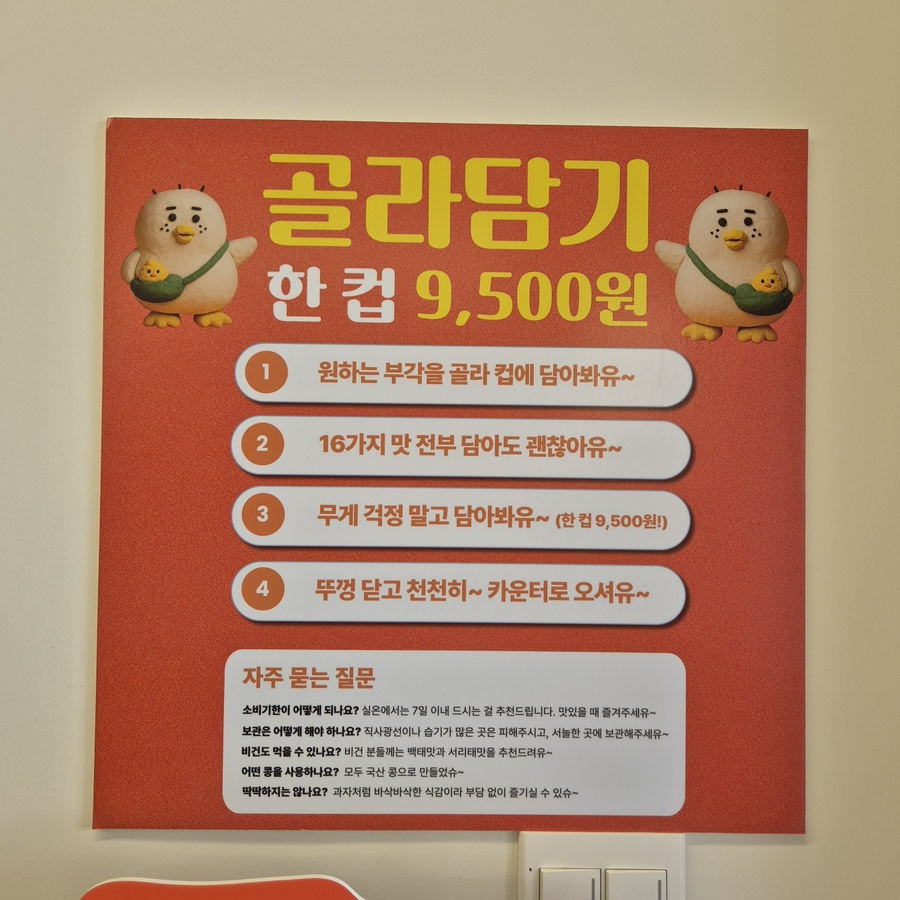 골라담기
한 컵 9,500원
1 원하는 부각을 골라 컵에 담아봐유~
2 16가지 맛 전부 담아도 괜찮아유~
3 무게 걱정 말고 담아봐유~ (한 컵 9,500원!)
4 뚜껑 닫고 천천히~ 카운터로 오셔유~
자주 묻는 질문
소비기한이 어떻게 되나요? 실온에서는 7일 이내 드시는 걸 추천드립니다. 맛있을 때 즐겨주세유~
보관은 어떻게 해야 하나요? 직사광선이나 습기가 많은 곳은 피해주시고, 서늘한 곳에 보관해주세유~
비건도 먹을 수 있나요? 비건 분들께는 백태맛과 서리태맛을 추천드려유~
어떤 콩을 사용하나요? 모두 국산 콩으로 만들었슈~
딱딱하지는 않나요? 과자처럼 바삭바삭한 식감이라 부담 없이 즐기실 수 있슈~